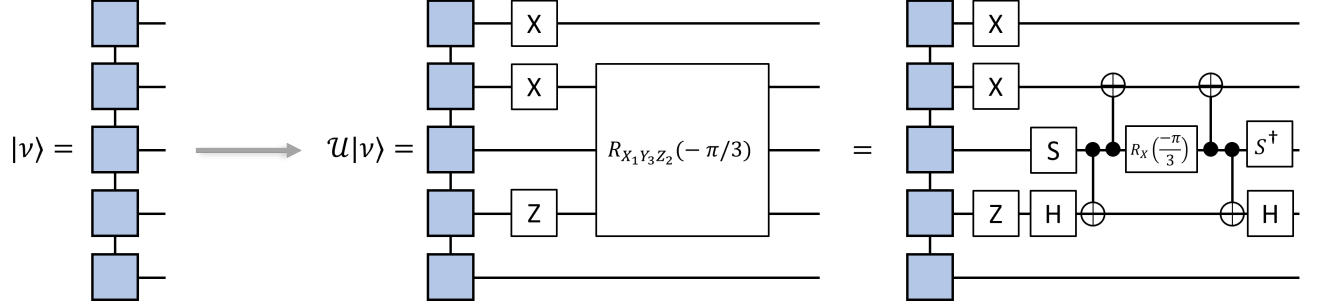 |ν⟩ =
𝒰|ν⟩ =
X
X
Z
R_{X_1Y_3Z_2}(− π/3)
=
X
X
S
R_X(−π/3)
S†
Z
H
H